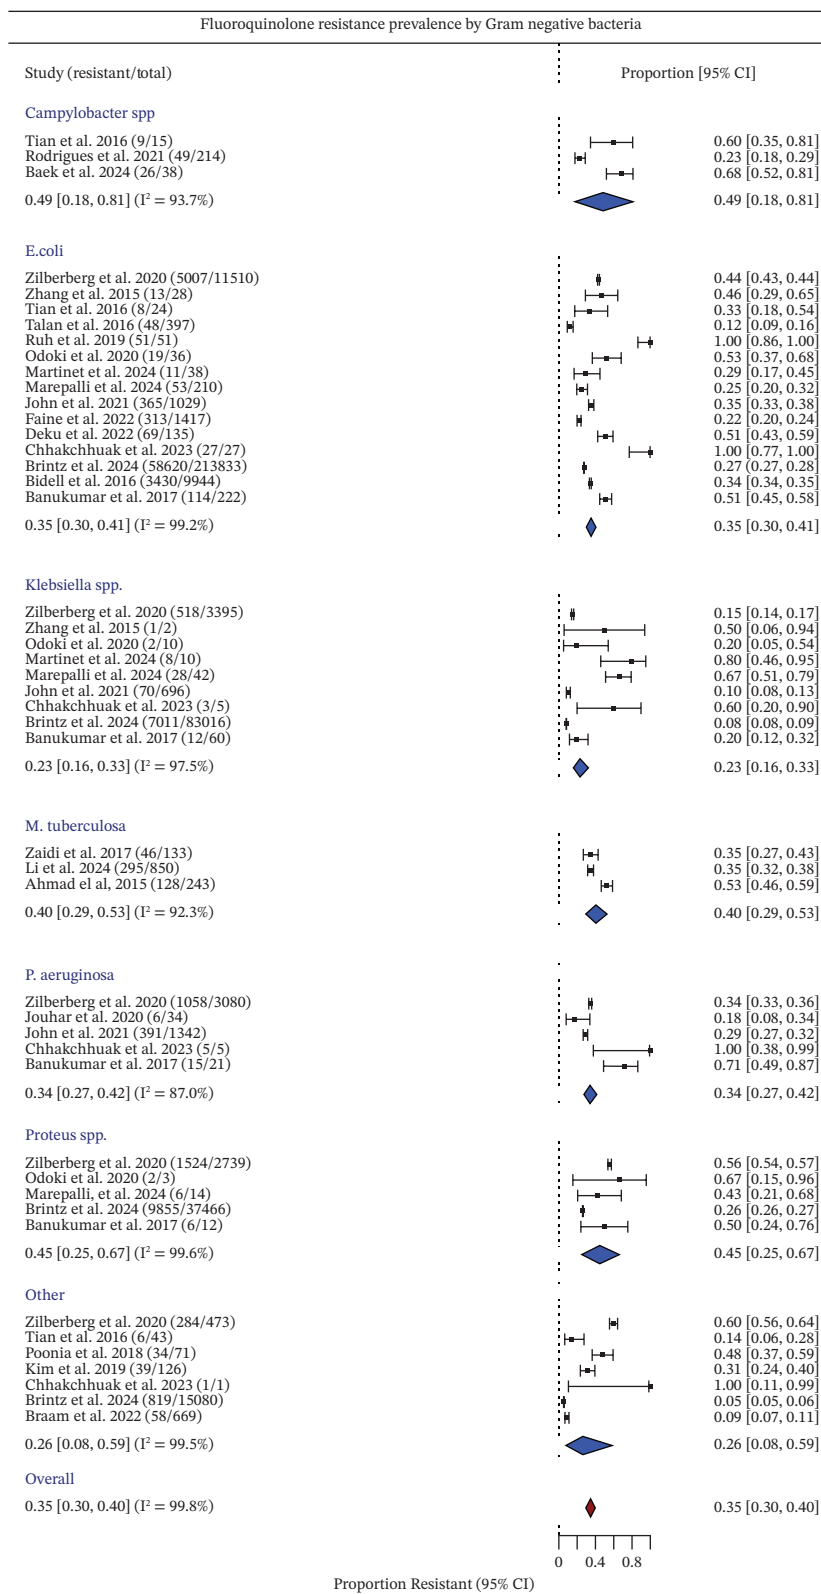 Fluoroquinolone resistance prevalence by Gram negative bacteria
Study (resistant/total) Proportion [95% CI]
Campylobacter spp
Tian et al. 2016 (9/15) 0.60 [0.35, 0.81]
Rodrigues et al. 2021 (49/214) 0.23 [0.18, 0.29]
Baek et al. 2024 (26/38) 0.68 [0.52, 0.81]
0.49 [0.18, 0.81] (I² = 93.7%) 0.49 [0.18, 0.81]
E.coli
Zilberberg et al. 2020 (5007/11510) 0.44 [0.43, 0.44]
Zhang et al. 2015 (13/28) 0.46 [0.29, 0.65]
Tian et al. 2016 (8/24) 0.33 [0.18, 0.54]
Talan et al. 2016 (48/397) 0.12 [0.09, 0.16]
Ruh et al. 2019 (51/51) 1.00 [0.86, 1.00]
Odoki et al. 2020 (19/36) 0.53 [0.37, 0.68]
Martinet et al. 2024 (11/38) 0.29 [0.17, 0.45]
Marepalli et al. 2024 (53/210) 0.25 [0.20, 0.32]
John et al. 2021 (365/1029) 0.35 [0.33, 0.38]
Faine et al. 2022 (313/1417) 0.22 [0.20, 0.24]
Deku et al. 2022 (69/135) 0.51 [0.43, 0.59]
Chhakchhuak et al. 2023 (27/27) 1.00 [0.77, 1.00]
Brintz et al. 2024 (58620/213833) 0.27 [0.27, 0.28]
Bidell et al. 2016 (3430/9944) 0.34 [0.34, 0.35]
Banukumar et al. 2017 (114/222) 0.51 [0.45, 0.58]
0.35 [0.30, 0.41] (I² = 99.2%) 0.35 [0.30, 0.41]
Klebsiella spp.
Zilberberg et al. 2020 (518/3395) 0.15 [0.14, 0.17]
Zhang et al. 2015 (1/2) 0.50 [0.06, 0.94]
Odoki et al. 2020 (2/10) 0.20 [0.05, 0.54]
Martinet et al. 2024 (8/10) 0.80 [0.46, 0.95]
Marepalli et al. 2024 (28/42) 0.67 [0.51, 0.79]
John et al. 2021 (70/696) 0.10 [0.08, 0.13]
Chhakchhuak et al. 2023 (3/5) 0.60 [0.20, 0.90]
Brintz et al. 2024 (7011/83016) 0.08 [0.08, 0.09]
Banukumar et al. 2017 (12/60) 0.20 [0.12, 0.32]
0.23 [0.16, 0.33] (I² = 97.5%) 0.23 [0.16, 0.33]
M. tuberculosa
Zaidi et al. 2017 (46/133) 0.35 [0.27, 0.43]
Li et al. 2024 (295/850) 0.35 [0.32, 0.38]
Ahmad el al, 2015 (128/243) 0.53 [0.46, 0.59]
0.40 [0.29, 0.53] (I² = 92.3%) 0.40 [0.29, 0.53]
P. aeruginosa
Zilberberg et al. 2020 (1058/3080) 0.34 [0.33, 0.36]
Jouhar et al. 2020 (6/34) 0.18 [0.08, 0.34]
John et al. 2021 (391/1342) 0.29 [0.27, 0.32]
Chhakchhuak et al. 2023 (5/5) 1.00 [0.38, 0.99]
Banukumar et al. 2017 (15/21) 0.71 [0.49, 0.87]
0.34 [0.27, 0.42] (I² = 87.0%) 0.34 [0.27, 0.42]
Proteus spp.
Zilberberg et al. 2020 (1524/2739) 0.56 [0.54, 0.57]
Odoki et al. 2020 (2/3) 0.67 [0.15, 0.96]
Marepalli, et al. 2024 (6/14) 0.43 [0.21, 0.68]
Brintz et al. 2024 (9855/37466) 0.26 [0.26, 0.27]
Banukumar et al. 2017 (6/12) 0.50 [0.24, 0.76]
0.45 [0.25, 0.67] (I² = 99.6%) 0.45 [0.25, 0.67]
Other
Zilberberg et al. 2020 (284/473) 0.60 [0.56, 0.64]
Tian et al. 2016 (6/43) 0.14 [0.06, 0.28]
Poonia et al. 2018 (34/71) 0.48 [0.37, 0.59]
Kim et al. 2019 (39/126) 0.31 [0.24, 0.40]
Chhakchhuak et al. 2023 (1/1) 1.00 [0.11, 0.99]
Brintz et al. 2024 (819/15080) 0.05 [0.05, 0.06]
Braam et al. 2022 (58/669) 0.09 [0.07, 0.11]
0.26 [0.08, 0.59] (I² = 99.5%) 0.26 [0.08, 0.59]
Overall
0.35 [0.30, 0.40] (I² = 99.8%) 0.35 [0.30, 0.40]
0 0.4 0.8
Proportion Resistant (95% CI)